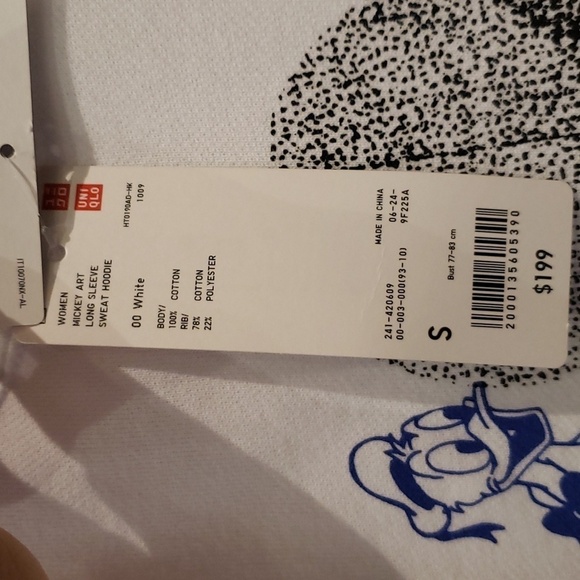 UNI
QLO
HT0190AD-HK
1009
WOMEN
MICKEY ART
LONG SLEEVE
SWEAT HOODIE
00 White
BODY/
100% COTTON
RIB/
78% COTTON
22% POLYESTER
MADE IN CHINA
06-24-
9F225A
241-420609
00-003-000(93-10)
S
Bust 77-83 cm
2000135605390
$199